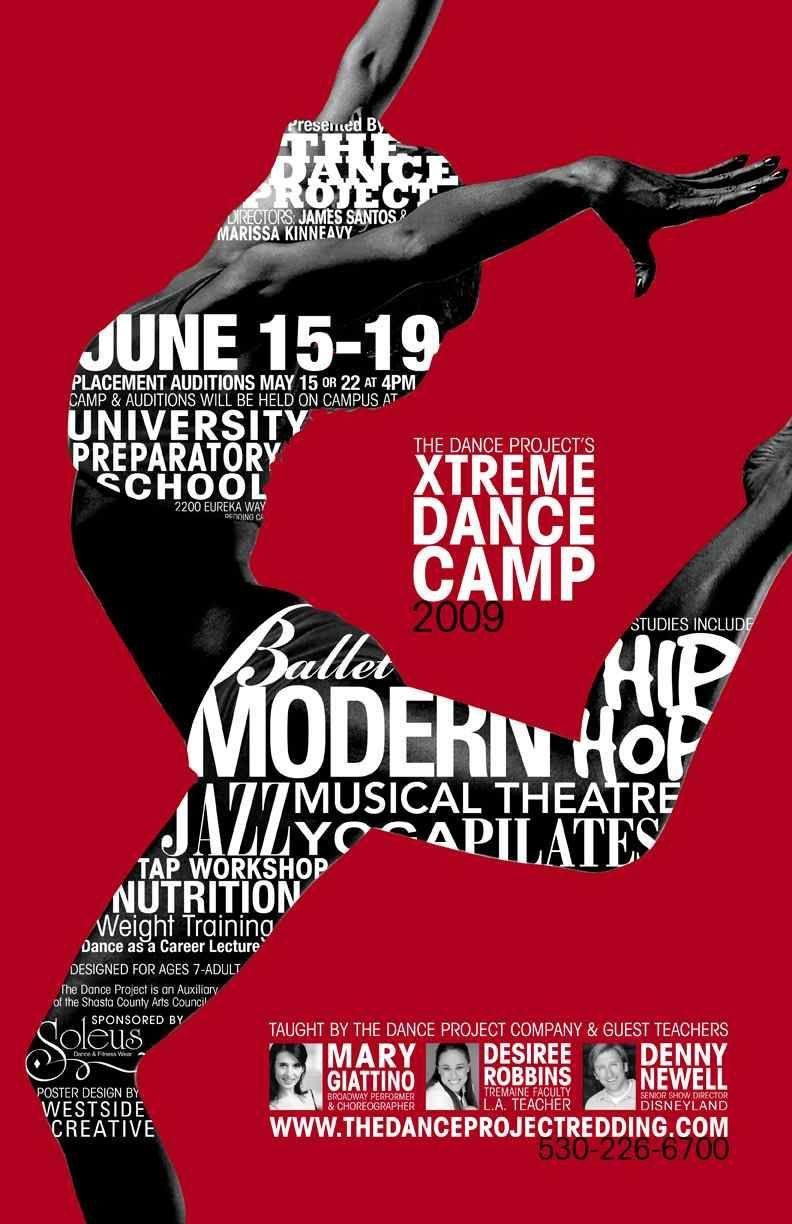 Presented By
THE
DANCE
PROJECT
DIRECTORS: JAMES SANTOS &
MARISSA KINNEAVY
JUNE 15-19
PLACEMENT AUDITIONS MAY 15 OR 22 AT 4PM
CAMP & AUDITIONS WILL BE HELD ON CAMPUS AT
UNIVERSITY
PREPARATORY
SCHOOL
2200 EUREKA WAY
REDDING CA
THE DANCE PROJECT'S
XTREME
DANCE
CAMP
2009
STUDIES INCLUDE
Ballet
HIP
MODERN
HOP
JAZZ
MUSICAL THEATRE
YOGA
PILATES
TAP WORKSHOP
NUTRITION
Weight Training
Dance as a Career Lecture
DESIGNED FOR AGES 7-ADULT
The Dance Project is an Auxiliary
of the Shasta County Arts Council
SPONSORED BY
Soleus
Dance & Fitness Wear
POSTER DESIGN BY
WESTSIDE
CREATIVE
TAUGHT BY THE DANCE PROJECT COMPANY & GUEST TEACHERS
MARY
GIATTINO
BROADWAY PERFORMER
& CHOREOGRAPHER
DESIREE
ROBBINS
TREMAINE FACULTY
L.A. TEACHER
DENNY
NEWELL
SENIOR SHOW DIRECTOR
DISNEYLAND
WWW.THEDANCEPROJECTREDDING.COM
530-226-6700